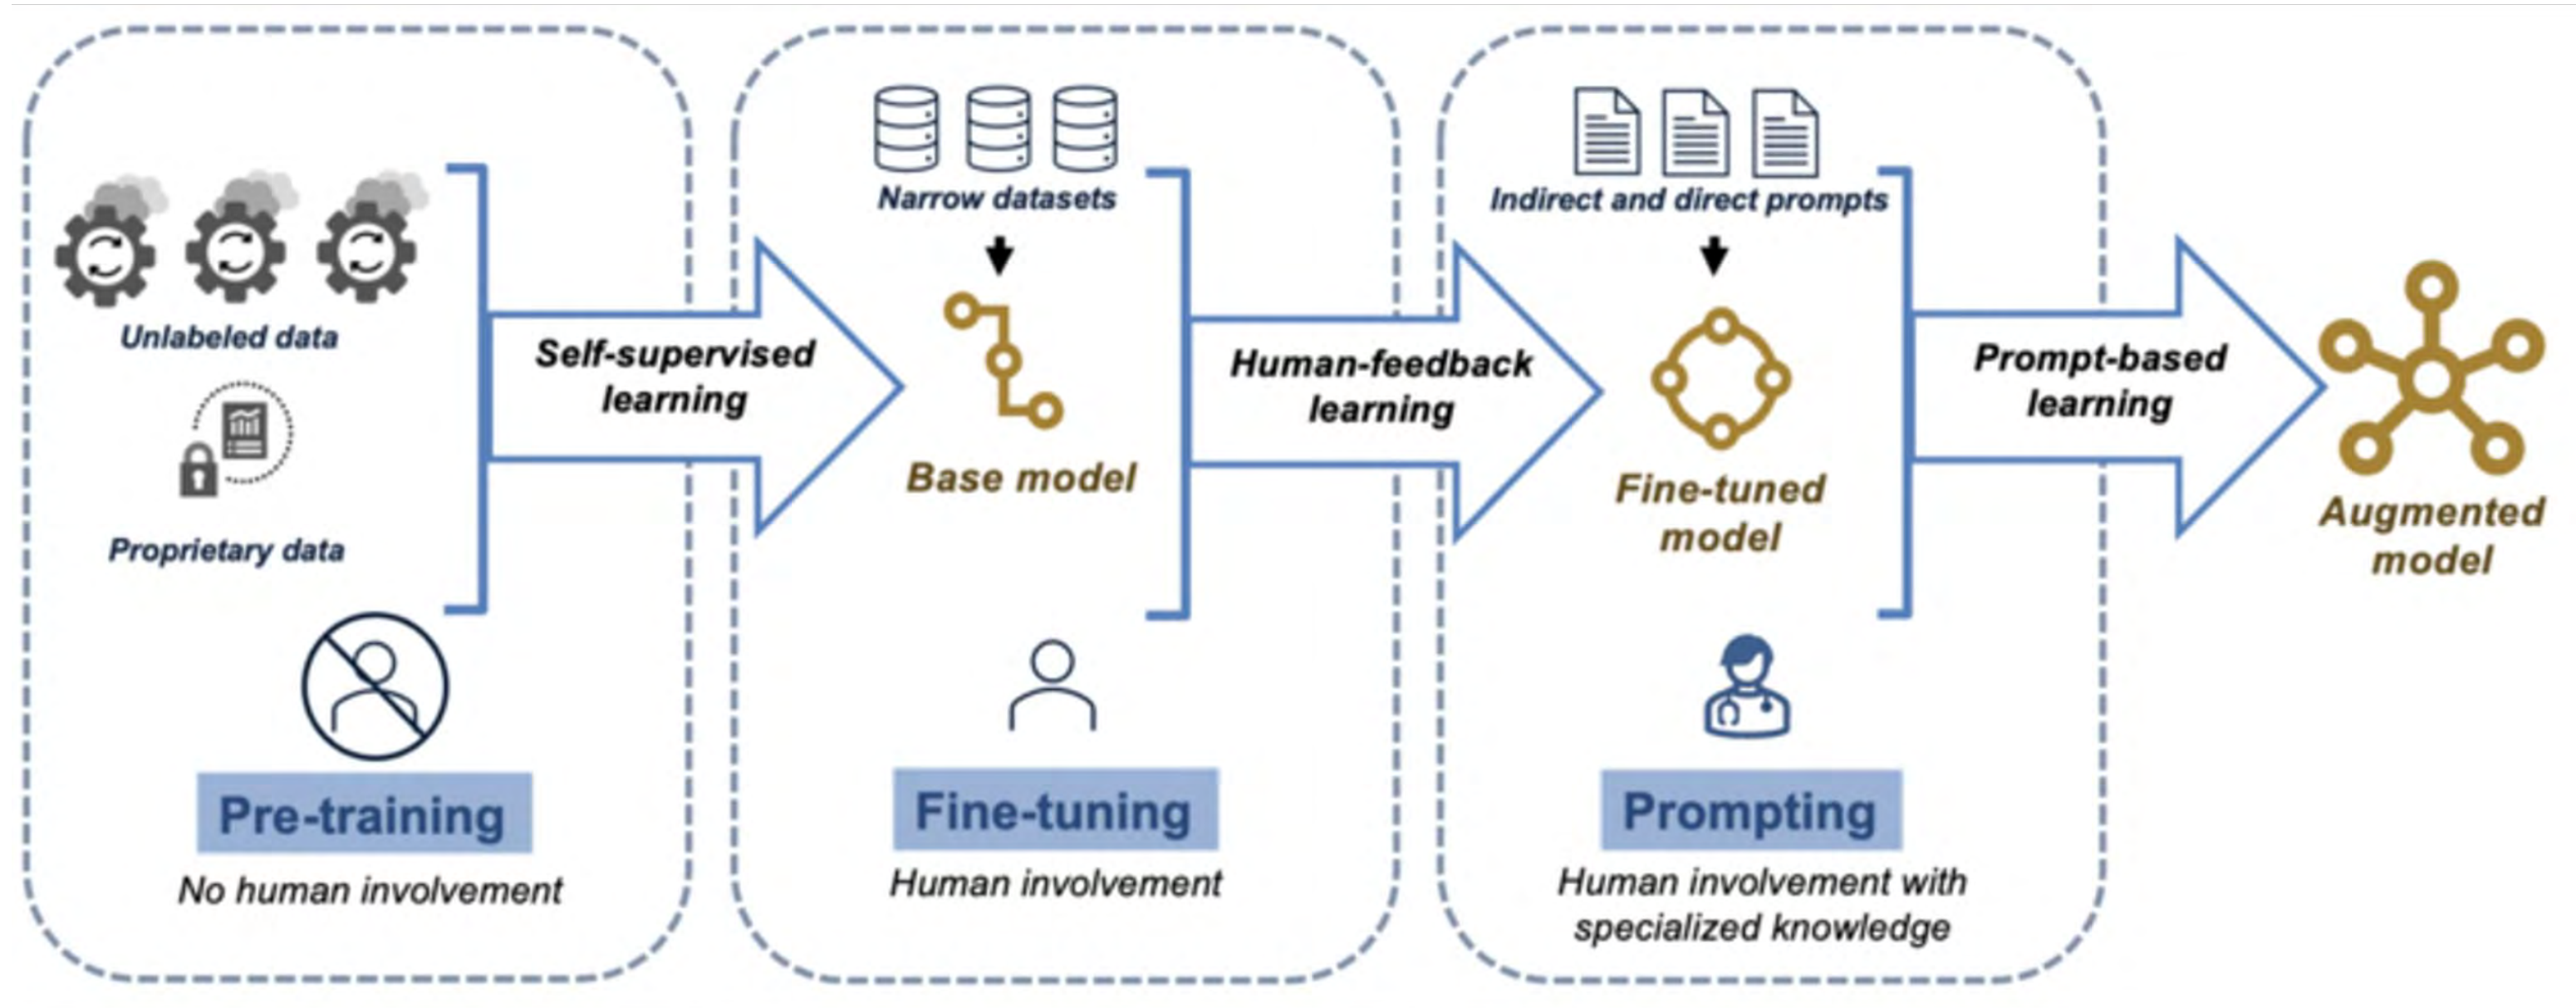 Unlabeled data
Proprietary data
Self-supervised
learning
Pre-training
No human involvement
Narrow datasets
Base model
Human-feedback
learning
Fine-tuning
Human involvement
Indirect and direct prompts
Fine-tuned
model
Prompt-based
learning
Prompting
Human involvement with
specialized knowledge
Augmented
model